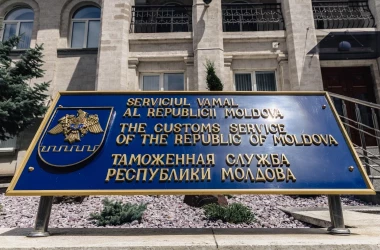 SERVICIUL VAMAL
AL REPUBLICII MOLDOVA
THE CUSTOMS SERVICE
OF THE REPUBLIC OF MOLDOVA
ТАМОЖЕННАЯ СЛУЖБА
РЕСПУБЛИКИ МОЛДОВА